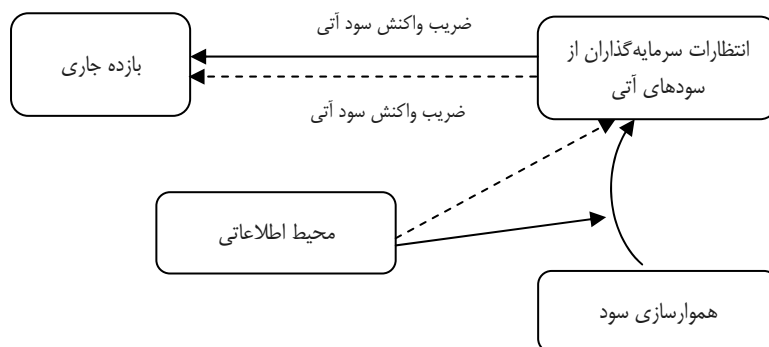 ضریب واکنش سود آتی
انتظارات سرمایه‌گذاران از
سودهای آتی
بازده جاری
ضریب واکنش سود آتی
محیط اطلاعاتی
هموارسازی سود